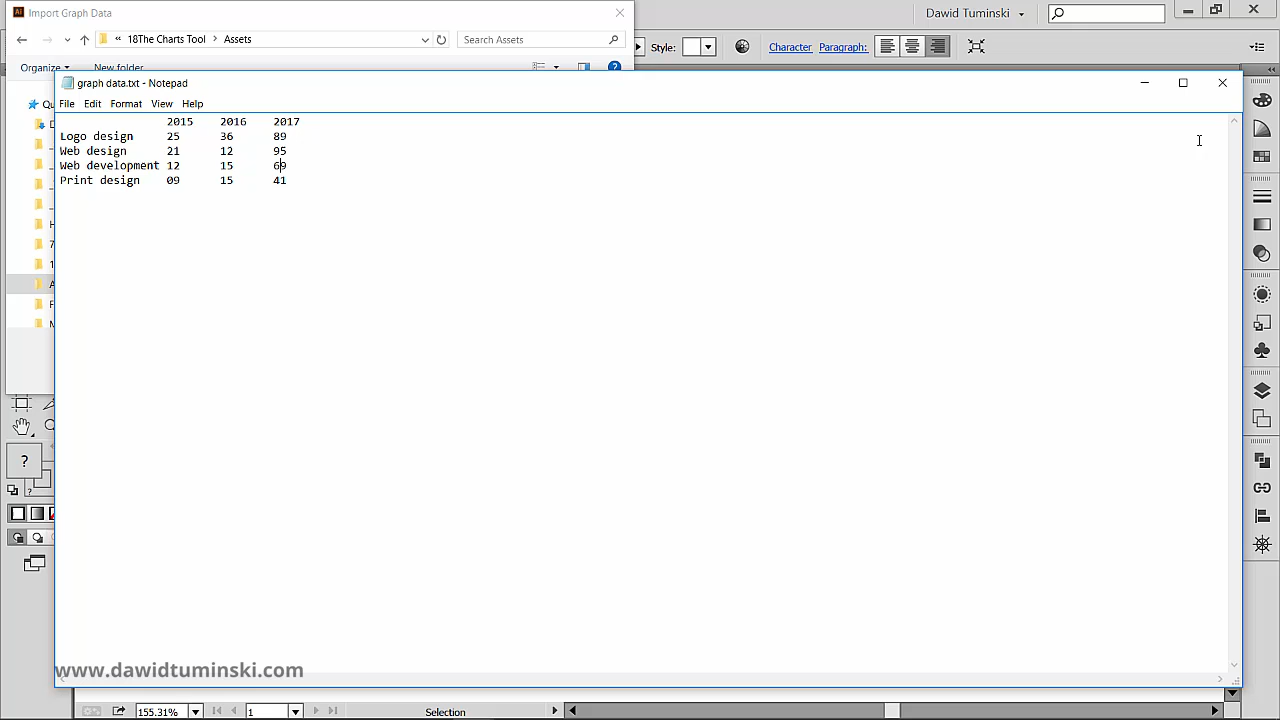 Import Graph Data
Dawid Tuminski
« 18The Charts Tool > Assets
Search Assets
Style:
Character
Paragraph:
Organize
New folder
graph data.txt - Notepad
File Edit Format View Help
2015 2016 2017
Logo design 25 36 89
Web design 21 12 95
Web development 12 15 69
Print design 09 15 41
www.dawidtuminski.com
155.31%
1
Selection